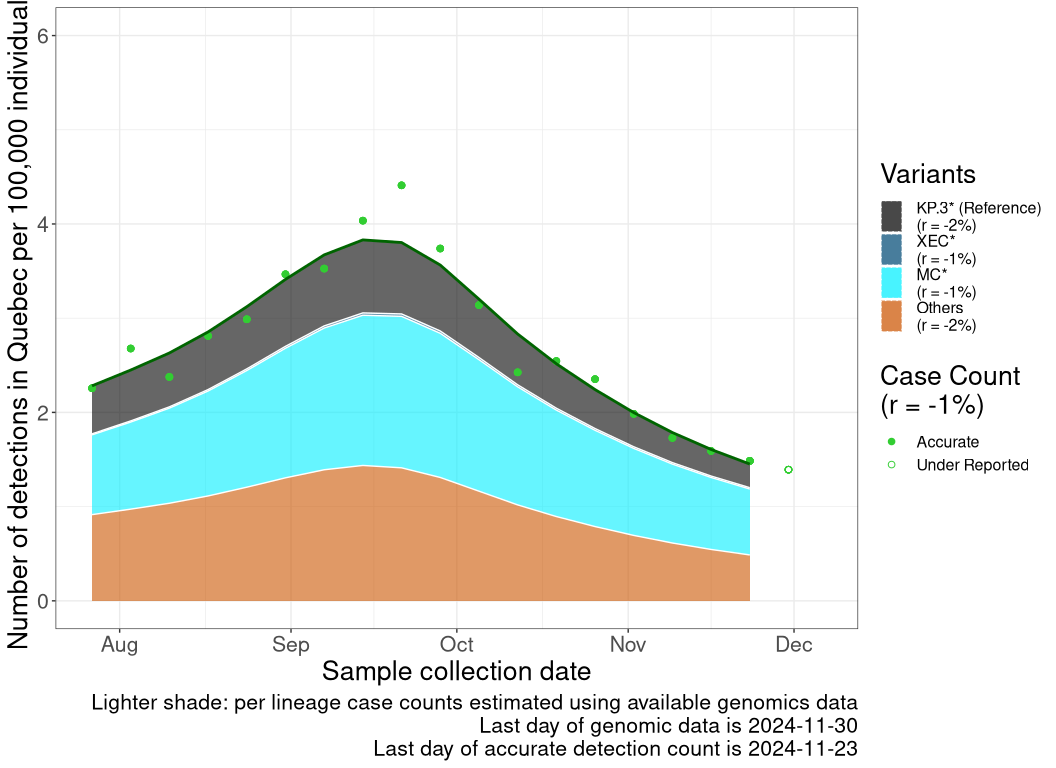 Number of detections in Quebec per 100,000 individual
6
4
2
0
Aug Sep Oct Nov Dec
Sample collection date
Lighter shade: per lineage case counts estimated using available genomics data
Last day of genomic data is 2024-11-30
Last day of accurate detection count is 2024-11-23
Variants
KP.3* (Reference)
(r = -2%)
XEC*
(r = -1%)
MC*
(r = -1%)
Others
(r = -2%)
Case Count
(r = -1%)
Accurate
Under Reported